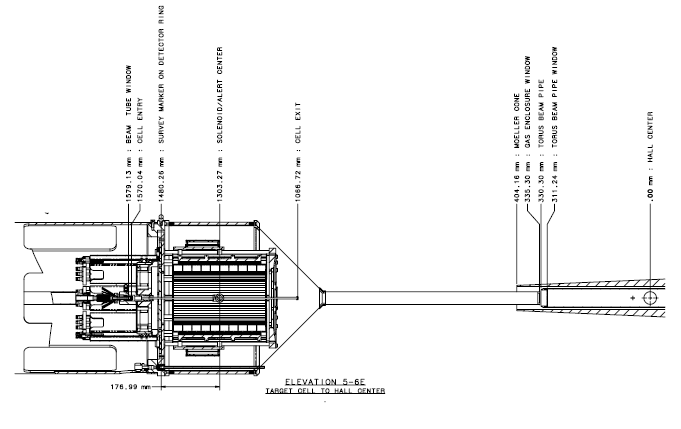 1579.13 mm : BEAM TUBE WINDOW
1570.04 mm : CELL ENTRY
1480.26 mm : SURVEY MARKER ON DETECTOR RING
1303.27 mm : SOLENOID/ALERT CENTER
1066.72 mm : CELL EXIT
404.16 mm : MOELLER CONE
335.30 mm : GAS ENCLOSURE WINDOW
330.30 mm : TORUS BEAM PIPE
311.24 mm : TORUS BEAM PIPE WINDOW
.00 mm : HALL CENTER
176.99 mm
ELEVATION 5-6E
TARGET CELL TO HALL CENTER